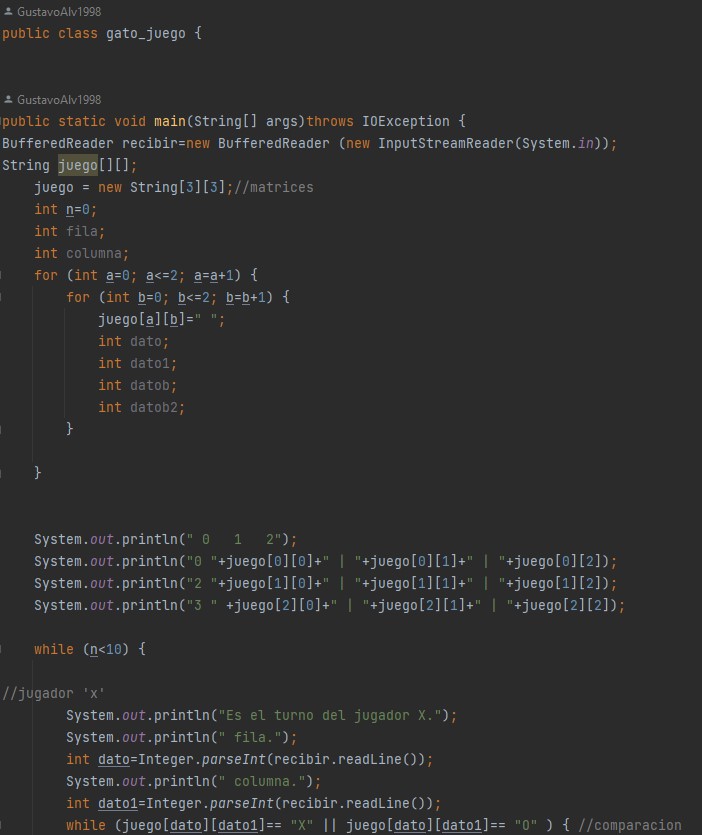 GustavoAlv1998
public class gato_juego {
GustavoAlv1998
public static void main(String[] args)throws IOException {
BufferedReader recibir=new BufferedReader (new InputStreamReader(System.in));
String juego[][];
juego = new String[3][3];//matrices
int n=0;
int fila;
int columna;
for (int a=0; a<=2; a=a+1) {
for (int b=0; b<=2; b=b+1) {
juego[a][b]=" ";
int dato;
int dato1;
int datob;
int datob2;
}
}
System.out.println(" 0   1   2");
System.out.println("0 "+juego[0][0]+" | "+juego[0][1]+" | "+juego[0][2]);
System.out.println("2 "+juego[1][0]+" | "+juego[1][1]+" | "+juego[1][2]);
System.out.println("3 " +juego[2][0]+" | "+juego[2][1]+" | "+juego[2][2]);
while (n<10) {
//jugador 'x'
System.out.println("Es el turno del jugador X.");
System.out.println(" fila.");
int dato=Integer.parseInt(recibir.readLine());
System.out.println(" columna.");
int dato1=Integer.parseInt(recibir.readLine());
while (juego[dato][dato1]== "X" || juego[dato][dato1]== "O" ) { //comparacion